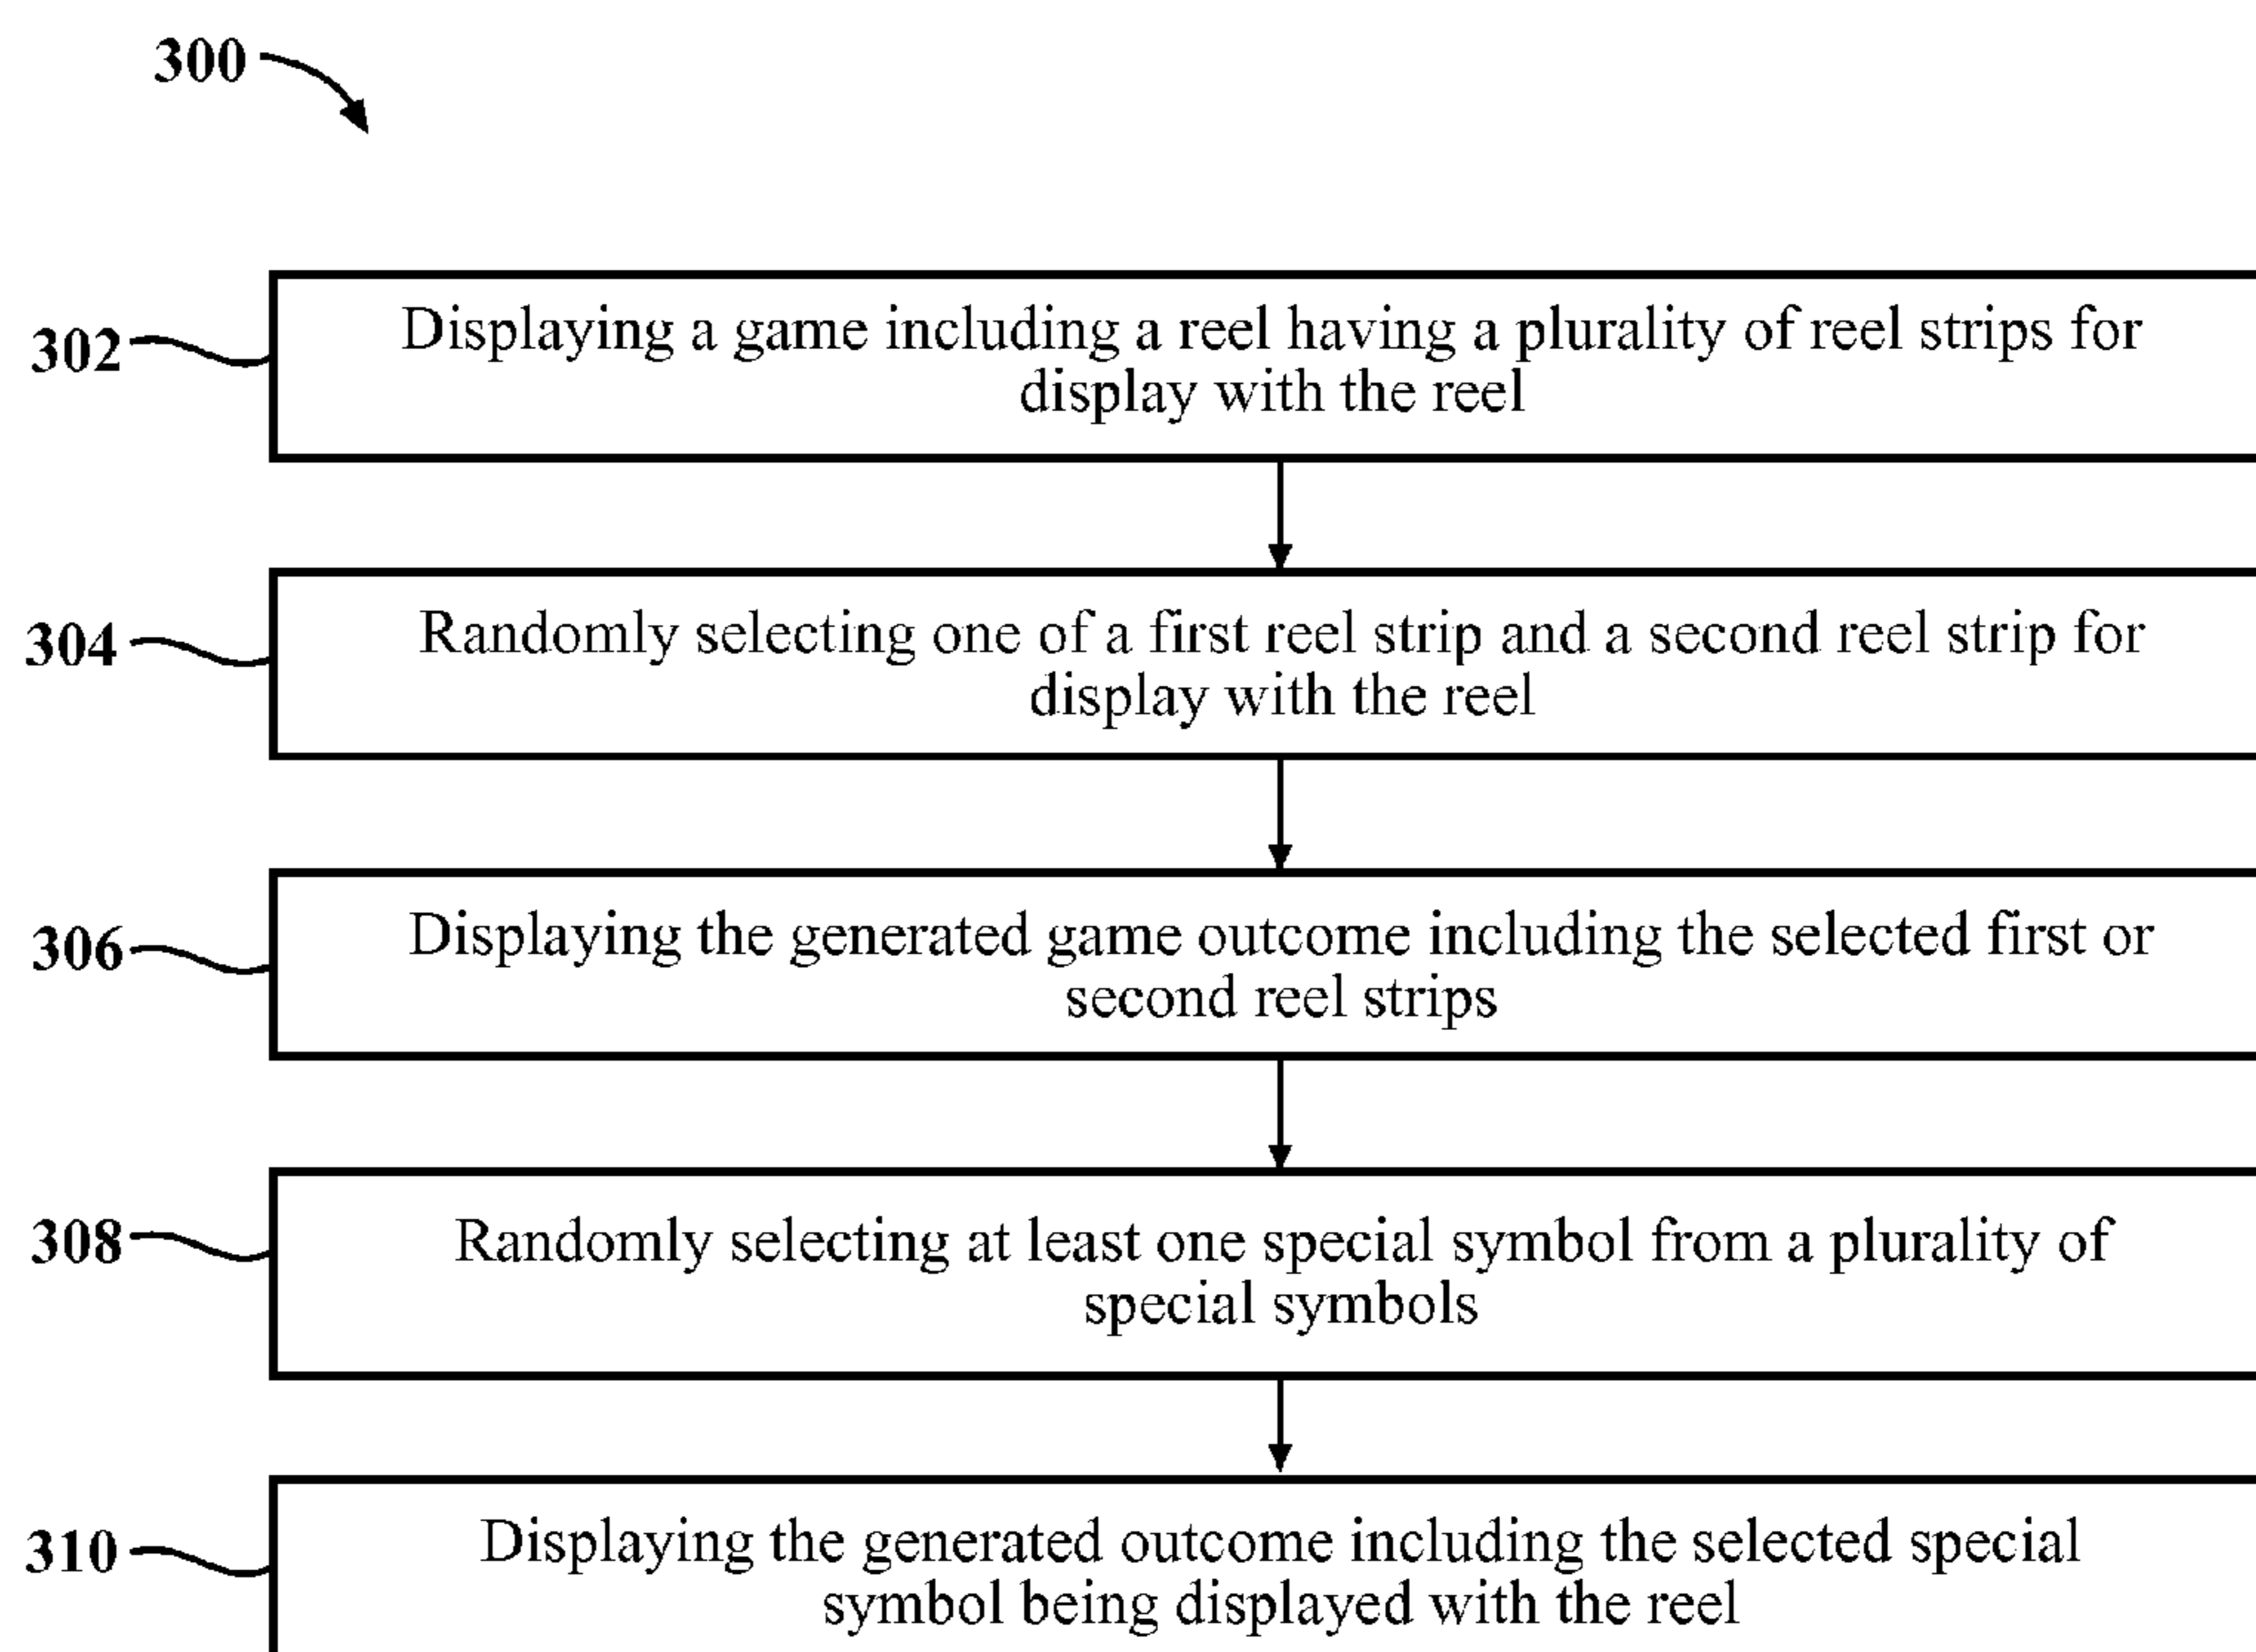 300
302
Displaying a game including a reel having a plurality of reel strips for
display with the reel
304
Randomly selecting one of a first reel strip and a second reel strip for
display with the reel
306
Displaying the generated game outcome including the selected first or
second reel strips
308
Randomly selecting at least one special symbol from a plurality of
special symbols
310
Displaying the generated outcome including the selected special
symbol being displayed with the reel